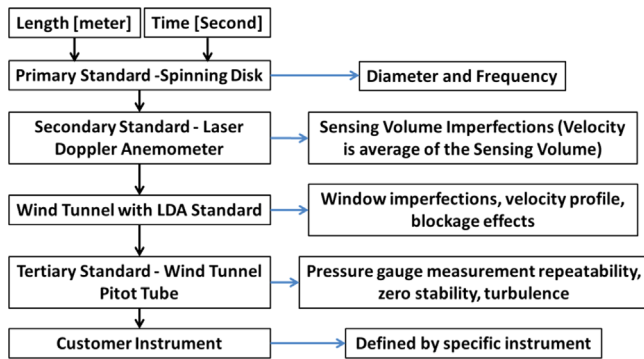 Length [meter]
Time [Second]
Primary Standard -Spinning Disk
Diameter and Frequency
Secondary Standard - Laser
Doppler Anemometer
Sensing Volume Imperfections (Velocity
is average of the Sensing Volume)
Wind Tunnel with LDA Standard
Window imperfections, velocity profile,
blockage effects
Tertiary Standard - Wind Tunnel
Pitot Tube
Pressure gauge measurement repeatability,
zero stability, turbulence
Customer Instrument
Defined by specific instrument